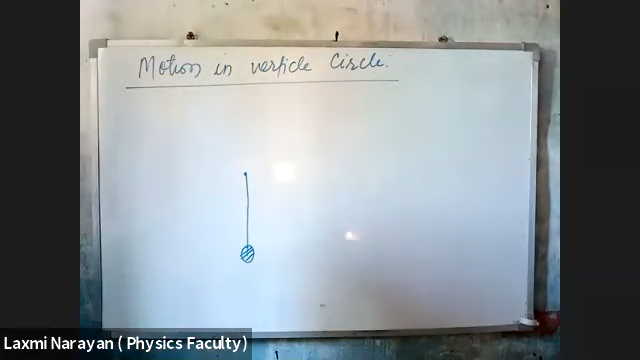 Motion in verticle Circle.
Laxmi Narayan ( Physics Faculty)